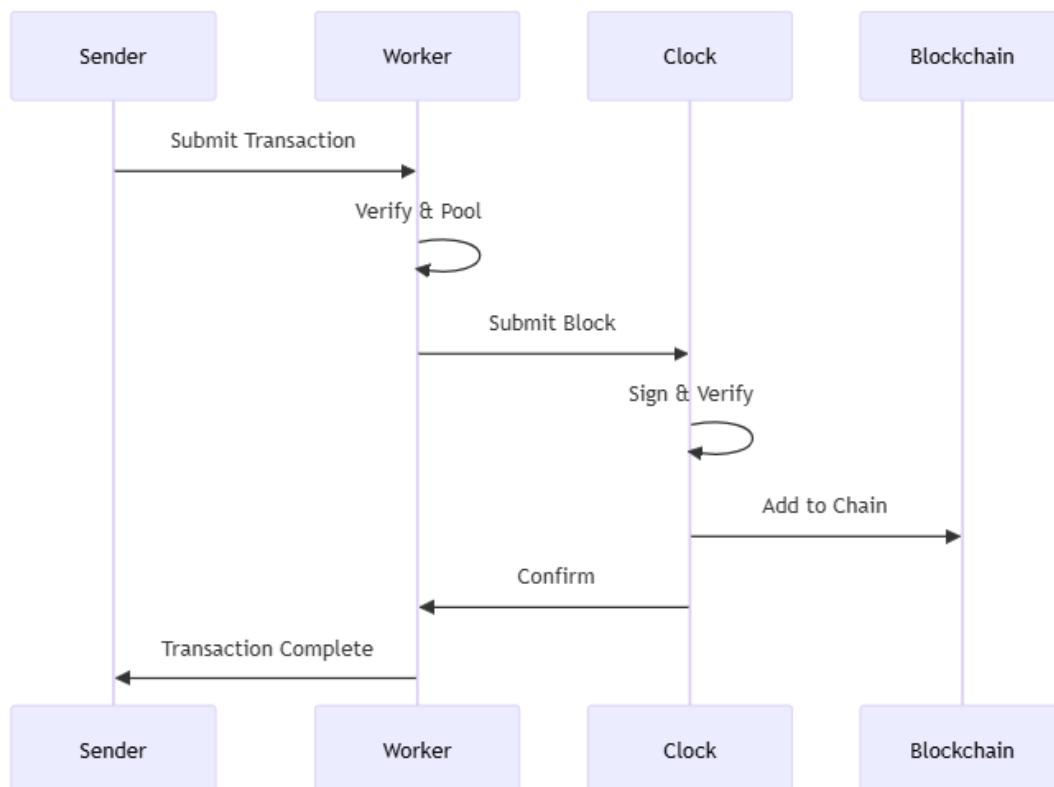 Sender
Worker
Clock
Blockchain
Submit Transaction
Verify & Pool
Submit Block
Sign & Verify
Add to Chain
Confirm
Transaction Complete
Sender
Worker
Clock
Blockchain